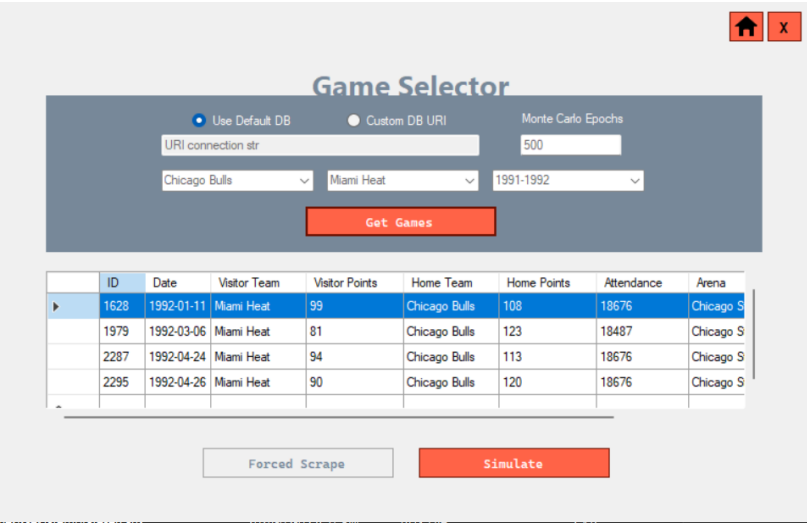 X
Game Selector
Use Default DB Custom DB URI Monte Carlo Epochs
URI connection str 500
Chicago Bulls Miami Heat 1991-1992
Get Games
ID Date Visitor Team Visitor Points Home Team Home Points Attendance Arena
1628 1992-01-11 Miami Heat 99 Chicago Bulls 108 18676 Chicago S
1979 1992-03-06 Miami Heat 81 Chicago Bulls 123 18487 Chicago S
2287 1992-04-24 Miami Heat 94 Chicago Bulls 113 18676 Chicago S
2295 1992-04-26 Miami Heat 90 Chicago Bulls 120 18676 Chicago S
Forced Scrape Simulate